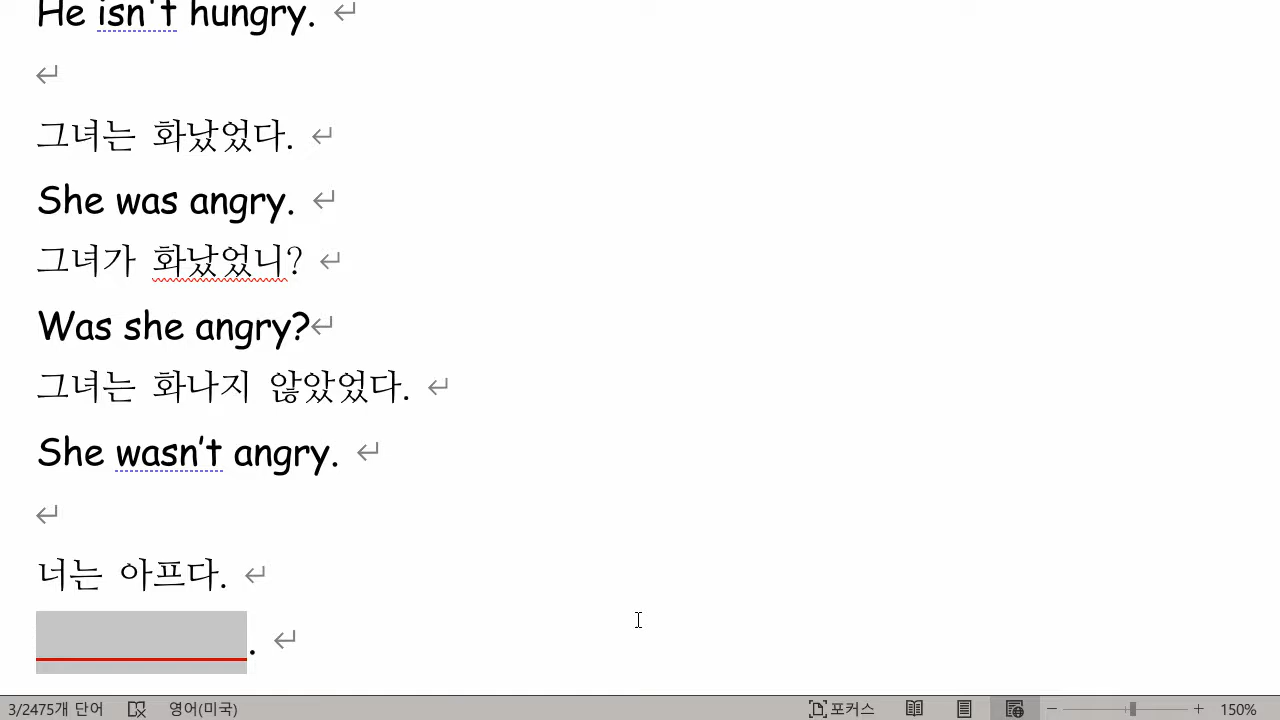 He isn't hungry.
그녀는 화났었다.
She was angry.
그녀가 화났었니?
Was she angry?
그녀는 화나지 않았었다.
She wasn’t angry.
너는 아프다.
.
3/2475개 단어 영어(미국) 포커스 150%